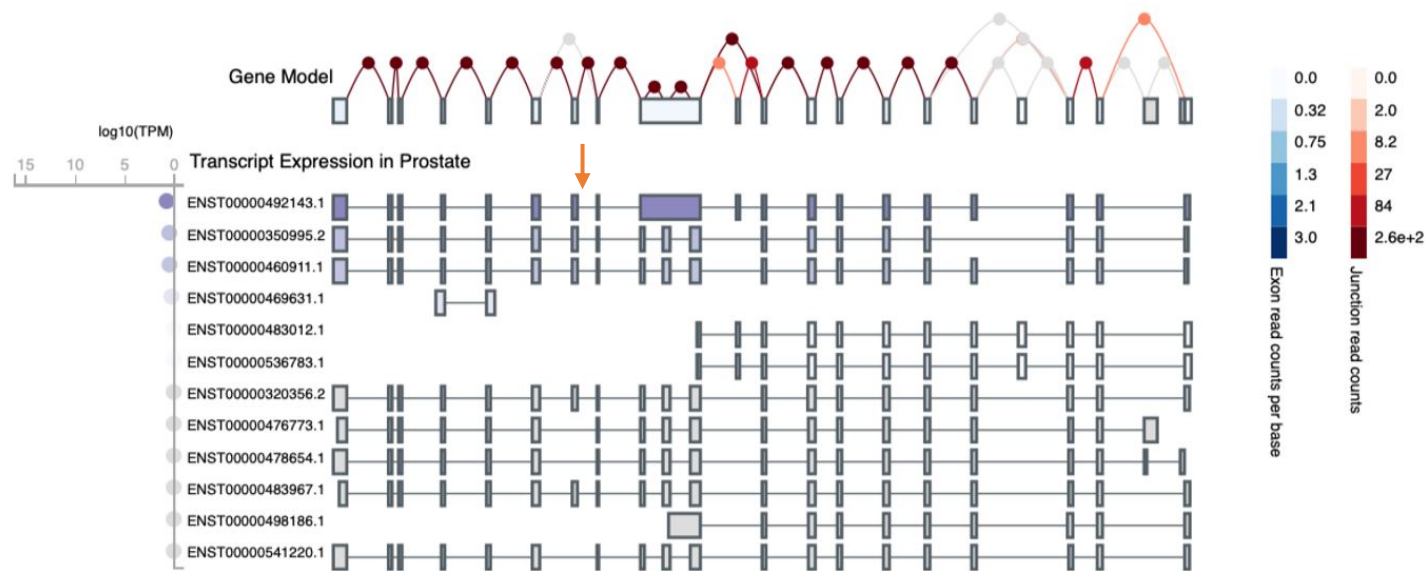 Gene Model
log10(TPM)
15 10 5 0
Transcript Expression in Prostate
ENST00000492143.1
ENST00000350995.2
ENST00000460911.1
ENST00000469631.1
ENST00000483012.1
ENST00000536783.1
ENST00000320356.2
ENST00000476773.1
ENST00000478654.1
ENST00000483967.1
ENST00000498186.1
ENST00000541220.1
0.0
0.32
0.75
1.3
2.1
3.0
Exon read counts per base
0.0
2.0
8.2
27
84
2.6e+2
Junction read counts